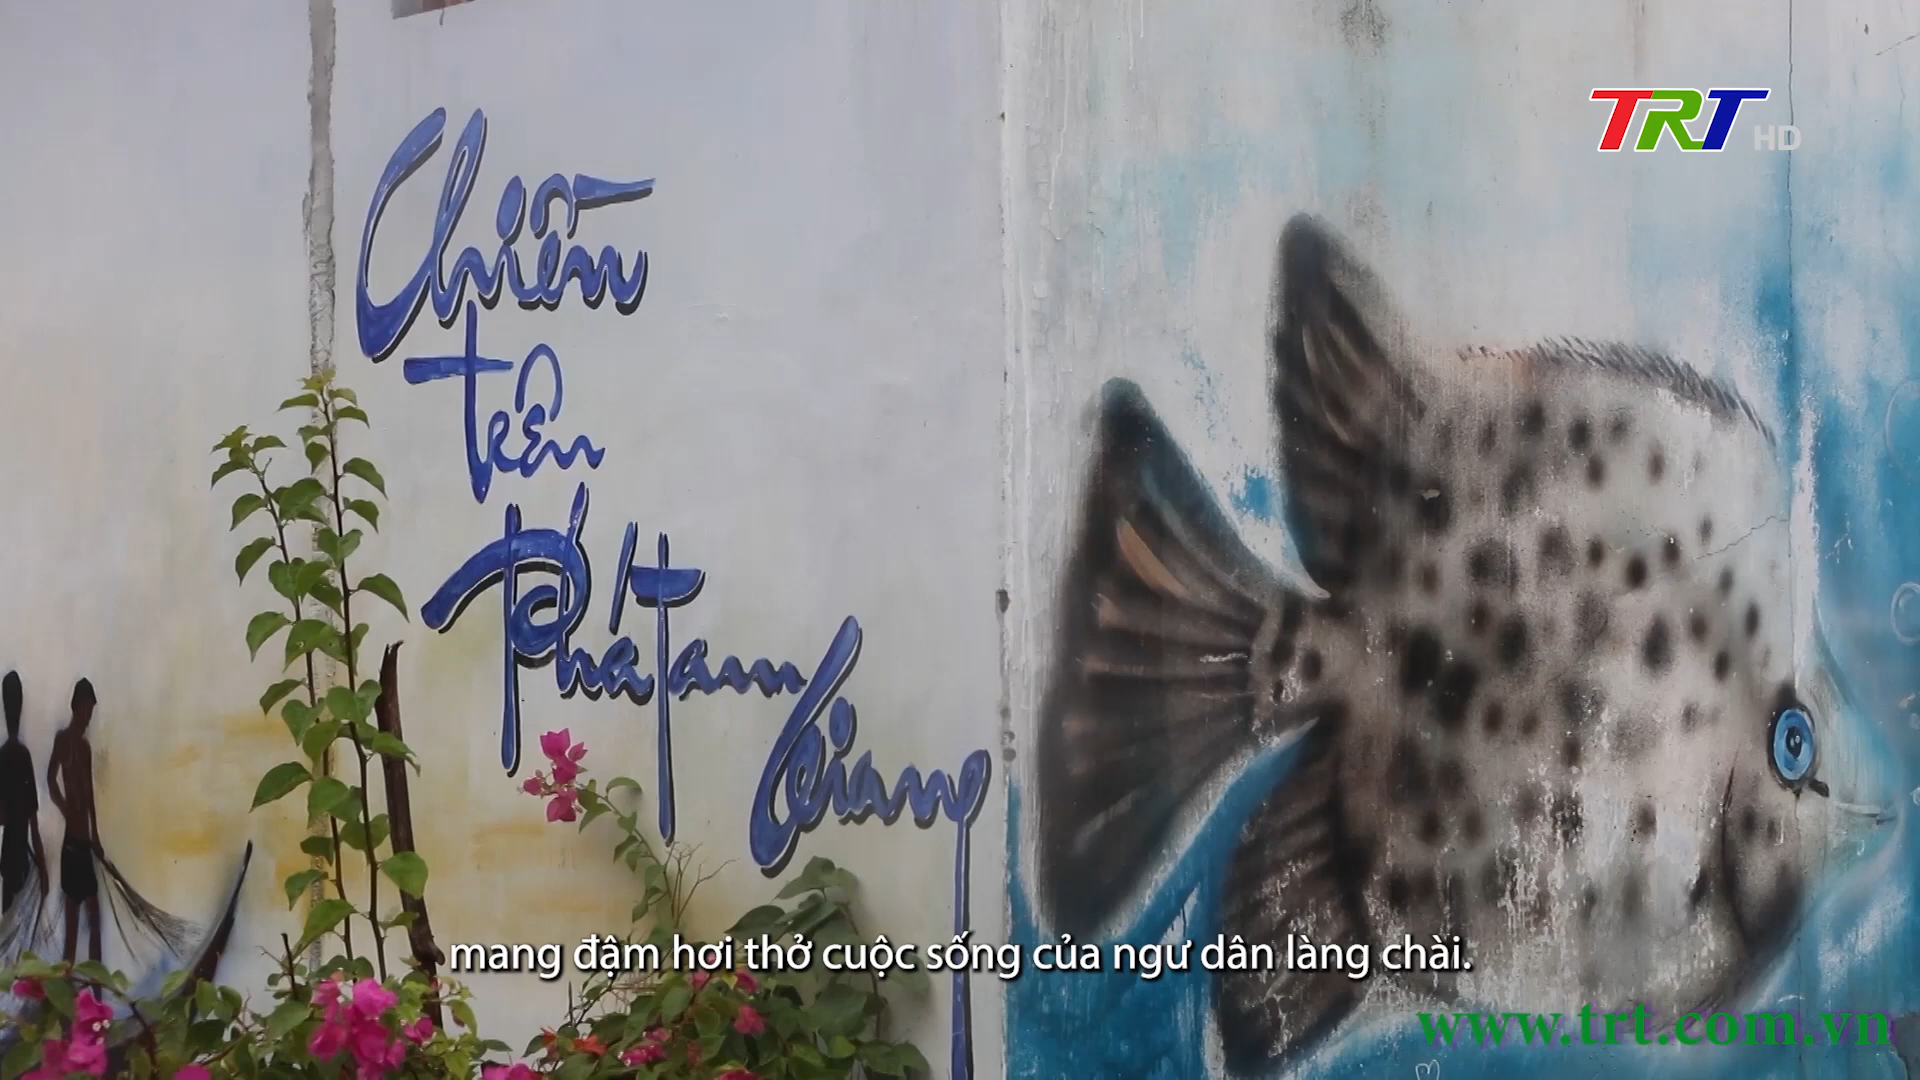 TRT HD
Chiền
trên
Phá Tam
Giang
mang đậm hơi thở cuộc sống của ngư dân làng chài.
www.trt.com.vn